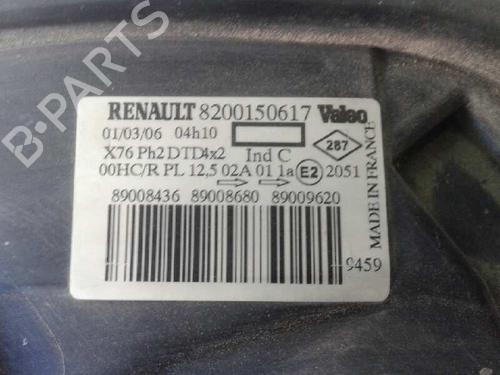 RENAULT 8200150617 Valeo
01/03/06 04h10
X76 Ph2 DTD4x2 Ind C
287
00HC/R PL 12,5 02A 01 1a E2 2051
89008436 89008680 89009620
9459
MADE IN FRANCE
B-PARTS